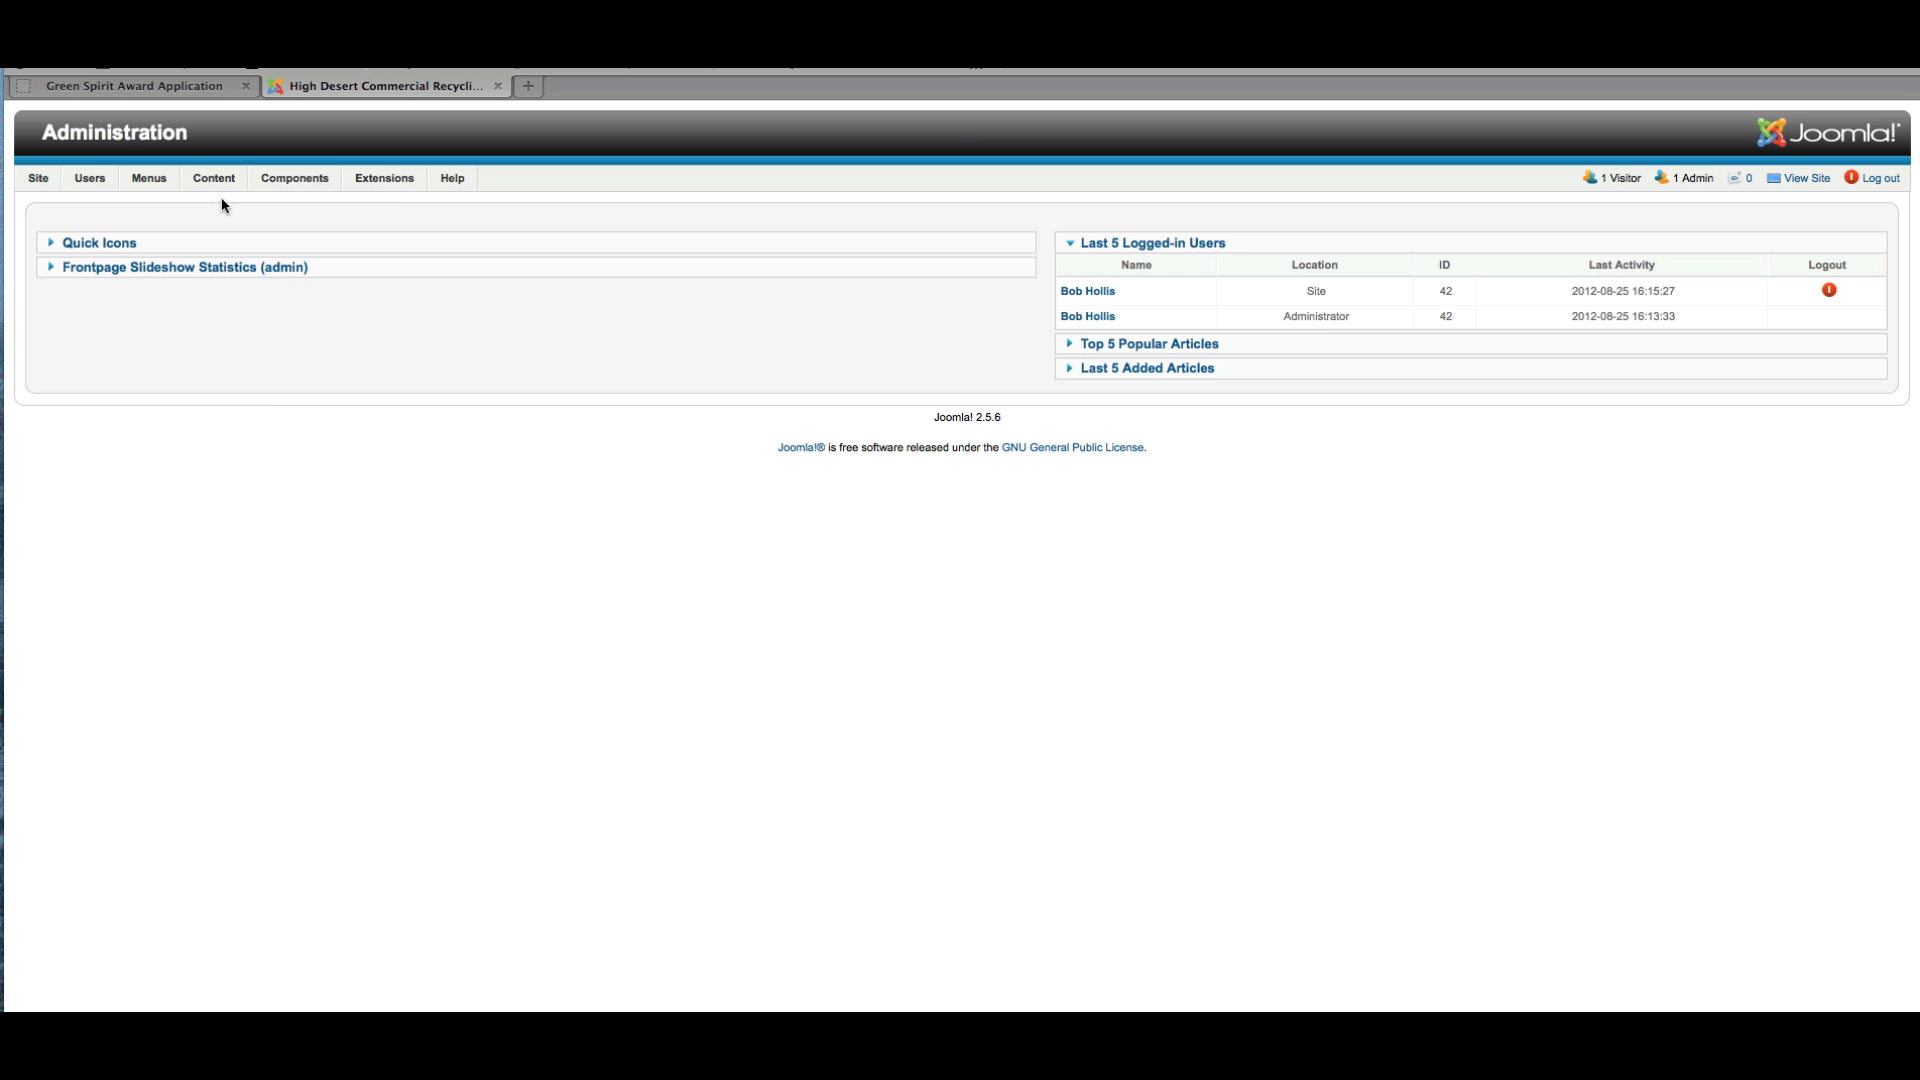 Green Spirit Award Application
High Desert Commercial Recycli...
Administration
Joomla!
Site Users Menus Content Components Extensions Help
1 Visitor 1 Admin 0 View Site Log out
Quick Icons
Frontpage Slideshow Statistics (admin)
Last 5 Logged-in Users
Name Location ID Last Activity Logout
Bob Hollis Site 42 2012-08-25 16:15:27
Bob Hollis Administrator 42 2012-08-25 16:13:33
Top 5 Popular Articles
Last 5 Added Articles
Joomla! 2.5.6
Joomla!® is free software released under the GNU General Public License.